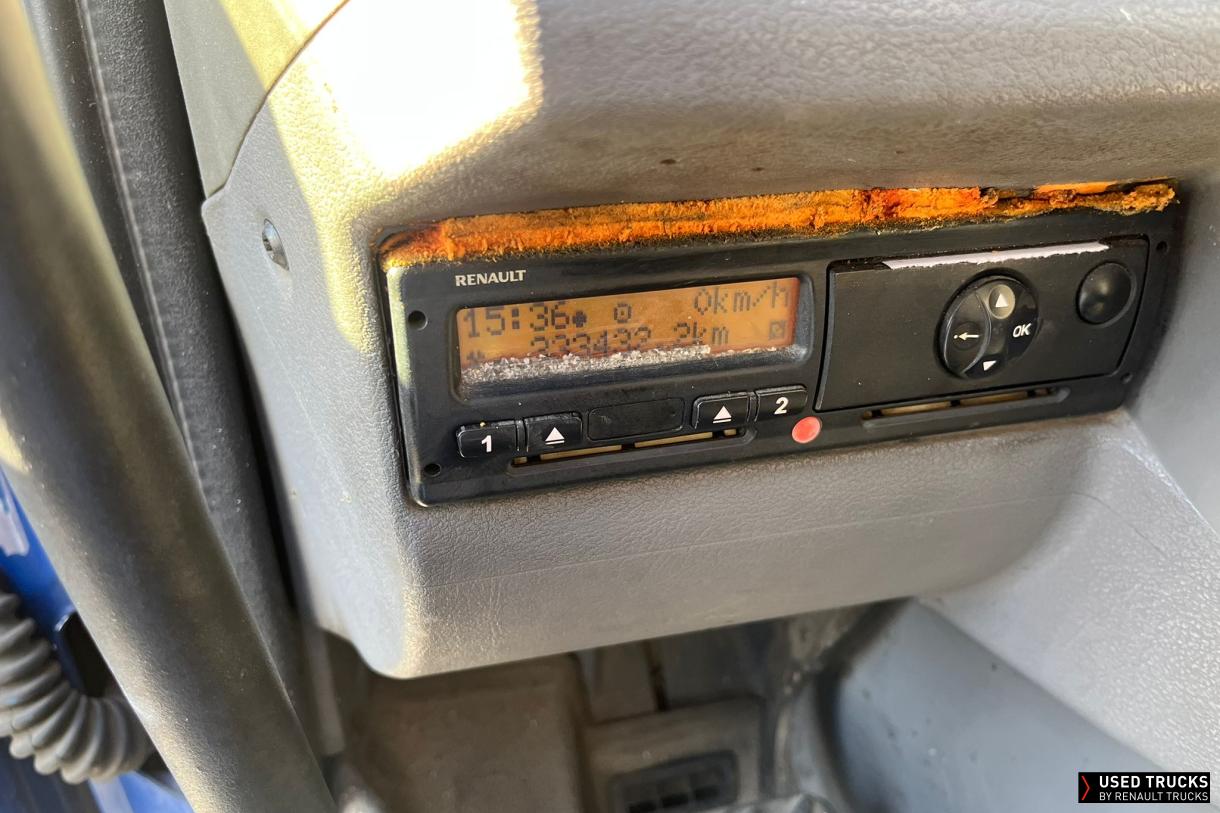 RENAULT
15:36 0km/h
OK
1
2
USED TRUCKS
BY RENAULT TRUCKS